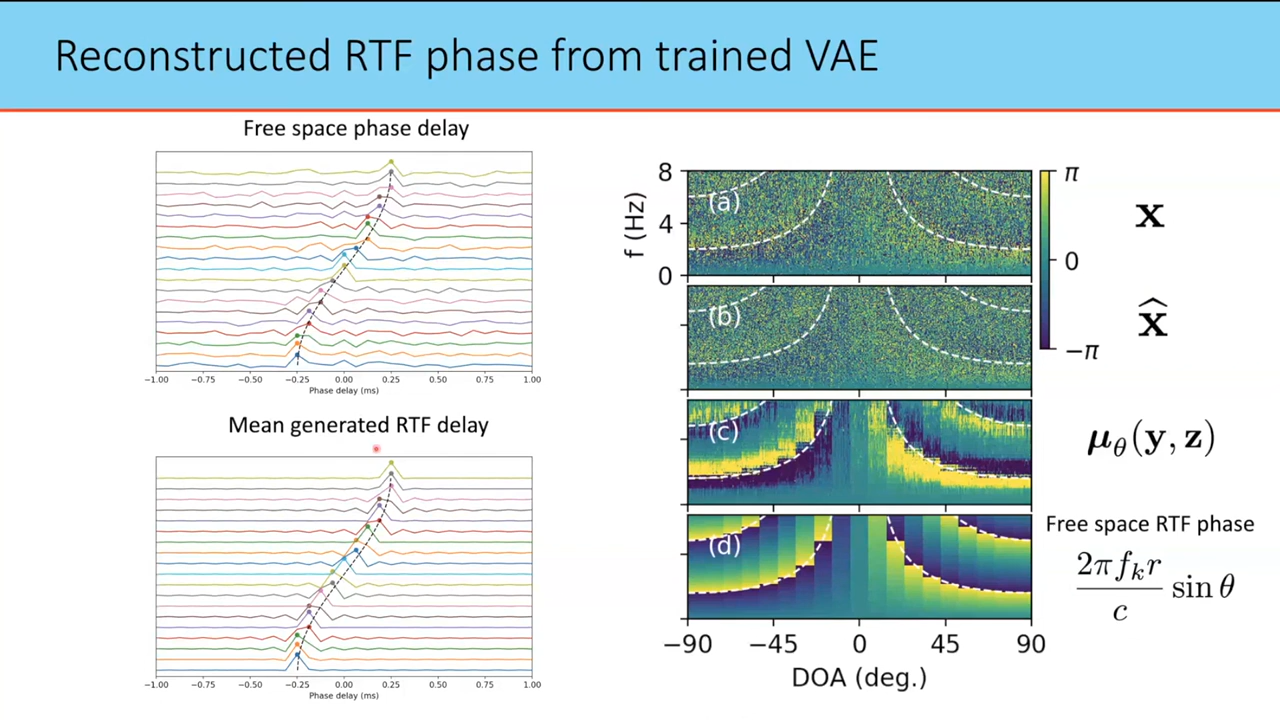 Reconstructed RTF phase from trained VAE
Free space phase delay
−1.00 −0.75 −0.50 −0.25 0.00 0.25 0.50 0.75 1.00
Phase delay (ms)
Mean generated RTF delay
−1.00 −0.75 −0.50 −0.25 0.00 0.25 0.50 0.75 1.00
Phase delay (ms)
f (Hz)
8
4
0
(a)
(b)
(c)
(d)
−90 −45 0 45 90
DOA (deg.)
π
0
−π
x
x̂
μ_θ(y, z)
Free space RTF phase
2πf_k r / c sin θ